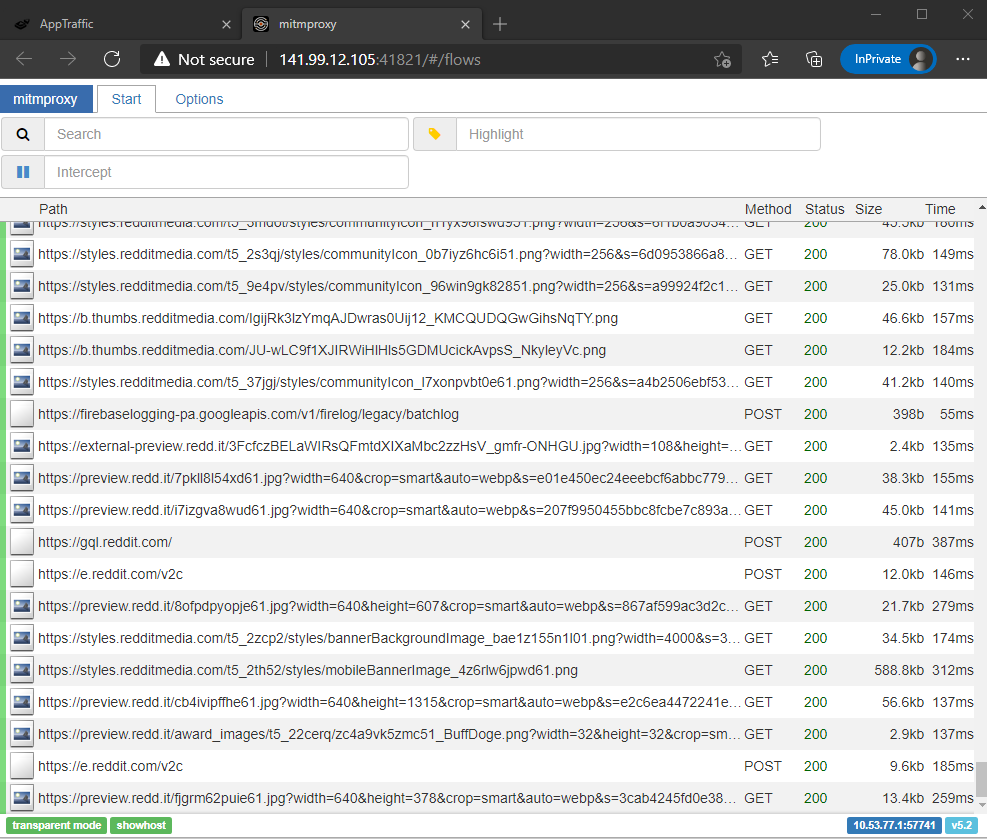 AppTraffic
mitmproxy
Not secure 141.99.12.105:41821/#/flows InPrivate
mitmproxy Start Options
Search Highlight
Intercept
Path Method Status Size Time
GET 200
https://styles.redditmedia.com/t5_2s3qj/styles/communityIcon_0b7iyz6hc6i51.png?width=256&s=6d0953866a8… GET 200 78.0kb 149ms
https://styles.redditmedia.com/t5_9e4pv/styles/communityIcon_96win9gk82851.png?width=256&s=a99924f2c1… GET 200 25.0kb 131ms
https://b.thumbs.redditmedia.com/IgijRk3lzYmqAJDwras0Uij12_KMCQUDQGwGihsNqTY.png GET 200 46.6kb 157ms
https://b.thumbs.redditmedia.com/JU-wLC9f1XJIRWiHlHls5GDMUcickAvpsS_NkyleyVc.png GET 200 12.2kb 184ms
https://styles.redditmedia.com/t5_37jgj/styles/communityIcon_l7xonpvbt0e61.png?width=256&s=a4b2506ebf53… GET 200 41.2kb 140ms
https://firebaselogging-pa.googleapis.com/v1/firelog/legacy/batchlog POST 200 398b 55ms
https://external-preview.redd.it/3FcfczBELaWIRsQFmtdXIXaMbc2zzHsV_gmfr-ONHGU.jpg?width=108&height=… GET 200 2.4kb 135ms
https://preview.redd.it/7pkll8l54xd61.jpg?width=640&crop=smart&auto=webp&s=e01e450ec24eeebcf6abbc779… GET 200 38.3kb 155ms
https://preview.redd.it/i7izgva8wud61.jpg?width=640&crop=smart&auto=webp&s=207f9950455bbc8fcbe7c893a… GET 200 45.0kb 141ms
https://gql.reddit.com/ POST 200 407b 387ms
https://e.reddit.com/v2c POST 200 12.0kb 146ms
https://preview.redd.it/8ofpdpyopje61.jpg?width=640&height=607&crop=smart&auto=webp&s=867af599ac3d2c… GET 200 21.7kb 279ms
https://styles.redditmedia.com/t5_2zcp2/styles/bannerBackgroundImage_bae1z155n1l01.png?width=4000&s=3… GET 200 34.5kb 174ms
https://styles.redditmedia.com/t5_2th52/styles/mobileBannerImage_4z6rlw6jpwd61.png GET 200 588.8kb 312ms
https://preview.redd.it/cb4ivipffhe61.jpg?width=640&height=1315&crop=smart&auto=webp&s=e2c6ea4472241e… GET 200 56.6kb 137ms
https://preview.redd.it/award_images/t5_22cerq/zc4a9vk5zmc51_BuffDoge.png?width=32&height=32&crop=sm… GET 200 2.9kb 137ms
https://e.reddit.com/v2c POST 200 9.6kb 185ms
https://preview.redd.it/fjgrm62puie61.jpg?width=640&height=378&crop=smart&auto=webp&s=3cab4245fd0e38… GET 200 13.4kb 259ms
transparent mode showhost 10.53.77.1:57741 v5.2